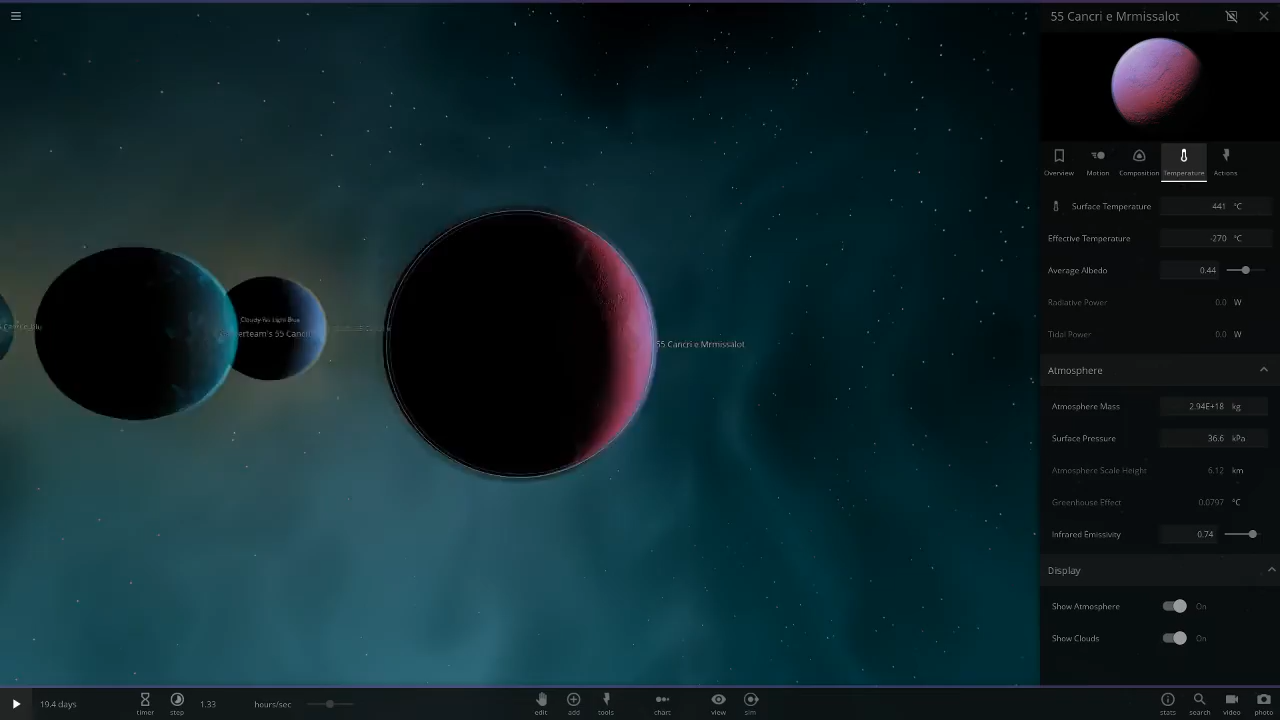 55 Cancri e Mrmissalot
Overview
Motion
Composition
Temperature
Actions
Surface Temperature 441 °C
Effective Temperature -270 °C
Average Albedo 0.44
Radiative Power 0.0 W
Tidal Power 0.0 W
Atmosphere
Atmosphere Mass 2.94E+18 kg
Surface Pressure 36.6 kPa
Atmosphere Scale Height 6.12 km
Greenhouse Effect 0.0797 °C
Infrared Emissivity 0.74
Display
Show Atmosphere On
Show Clouds On
Light Blue
55 Cancri
55 Cancri e Mrmissalot
19.4 days
timer
step
1.33 hours/sec
edit
add
tools
chart
view
sim
stats
search
video
photo